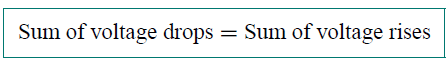 Sum of voltage drops = Sum of voltage rises